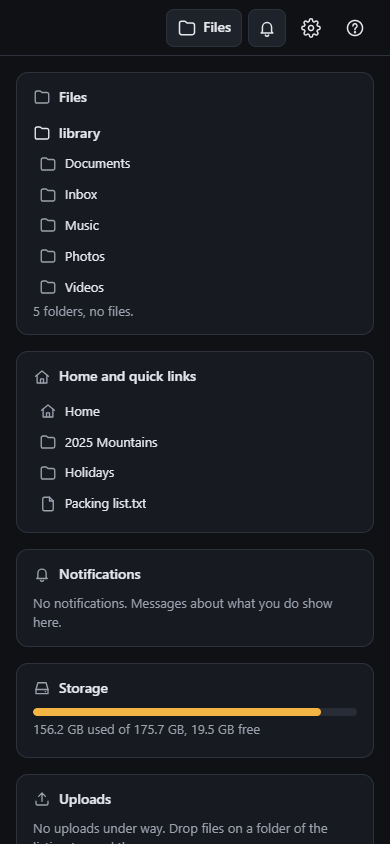 Files
Files
library
Documents
Inbox
Music
Photos
Videos
5 folders, no files.
Home and quick links
Home
2025 Mountains
Holidays
Packing list.txt
Notifications
No notifications. Messages about what you do show
here.
Storage
156.2 GB used of 175.7 GB, 19.5 GB free
Uploads
No uploads under way. Drop files on a folder of the